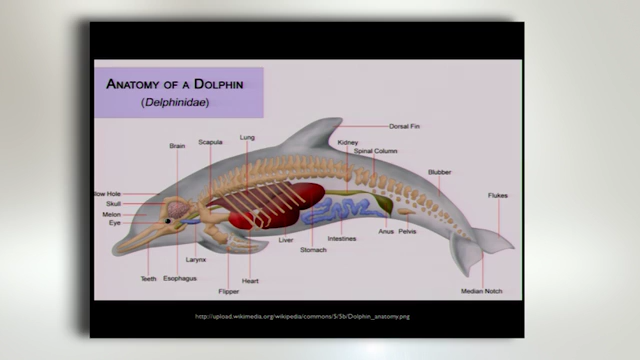 ANATOMY OF A DOLPHIN
(Delphinidae)
Dorsal Fin
Lung
Scapula
Brain
Kidney
Spinal Column
Blubber
Flukes
low Hole
Skull
Melon
Eye
Liver
Intestines
Anus
Pelvis
Stomach
Larynx
Teeth
Esophagus
Heart
Flipper
Median Notch
http://upload.wikimedia.org/wikipedia/commons/5/5b/Dolphin_anatomy.png